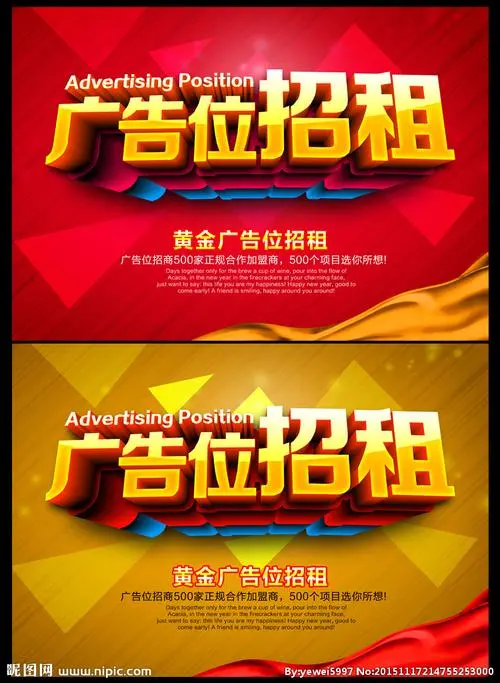 Advertising Position
广告位招租
黄金广告位招租
广告位招商500家正规合作加盟商，500个项目选你所想!
Days together only for the brew a cup of wine, pour into the flow of
Acacia, in the new year in the firecrackers at your charming face,
just want to say: this life you are my happiness! Happy new year, good to
come early! A friend is smiling, happy around you around!
Advertising Position
广告位招租
黄金广告位招租
广告位招商500家正规合作加盟商，500个项目选你所想!
Days together only for the brew a cup of wine, pour into the flow of
Acacia, in the new year in the firecrackers at your charming face,
just want to say: this life you are my happiness! Happy new year, good to
come early! A friend is smiling, happy around you around!
昵图网 www.nipic.com
By:yewei5997 No:20151117214755253000